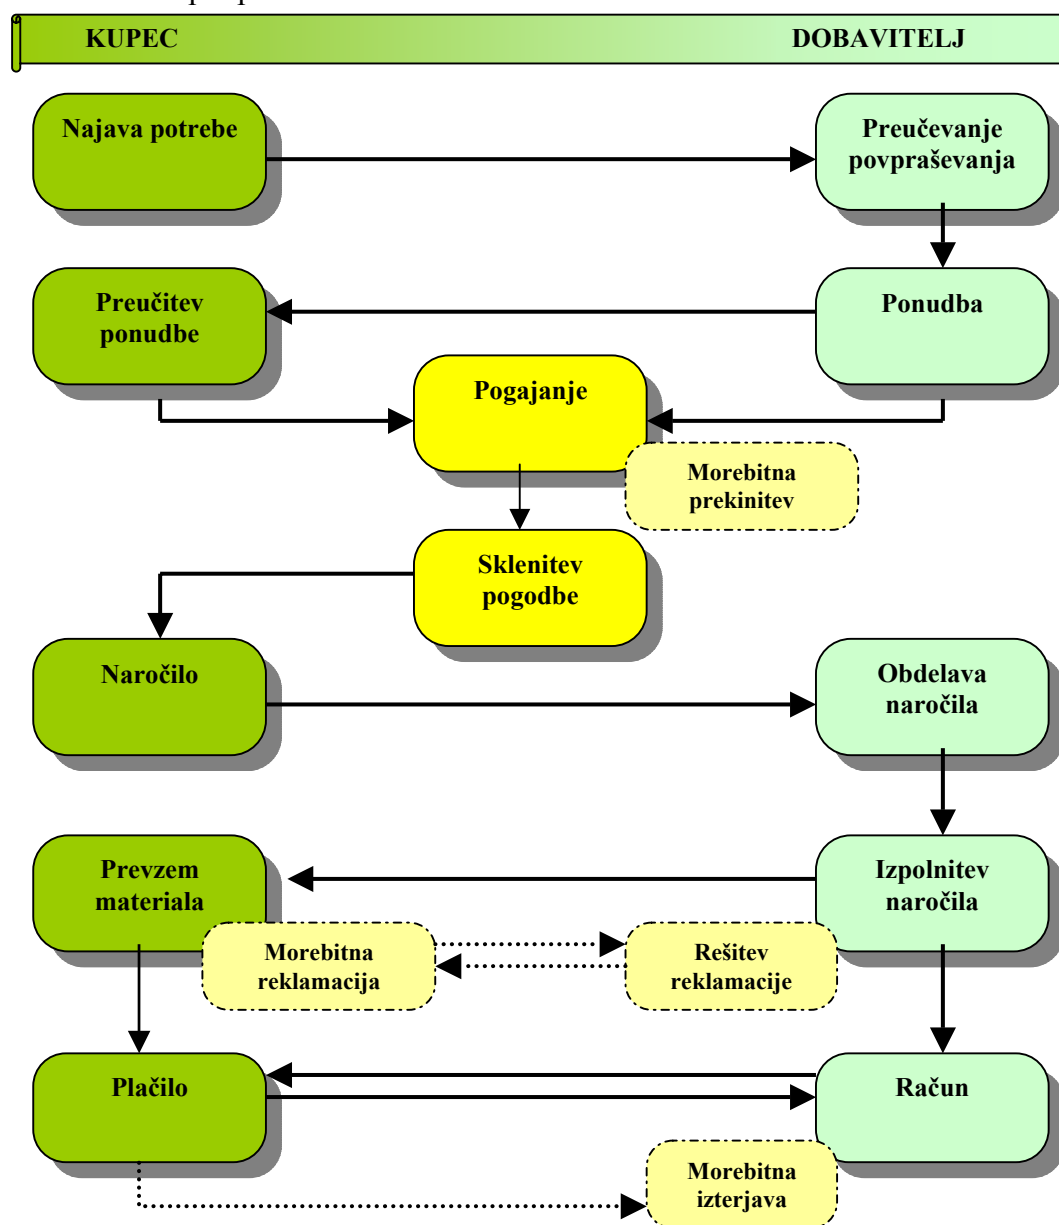 KUPEC DOBAVITELJ
Najava potrebe
Preučevanje
povpraševanja
Preučitev
ponudbe
Ponudba
Pogajanje
Morebitna
prekinitev
Sklenitev
pogodbe
Naročilo
Obdelava
naročila
Prevzem
materiala
Izpolnitev
naročila
Morebitna
reklamacija
Rešitev
reklamacije
Plačilo
Račun
Morebitna
izterjava